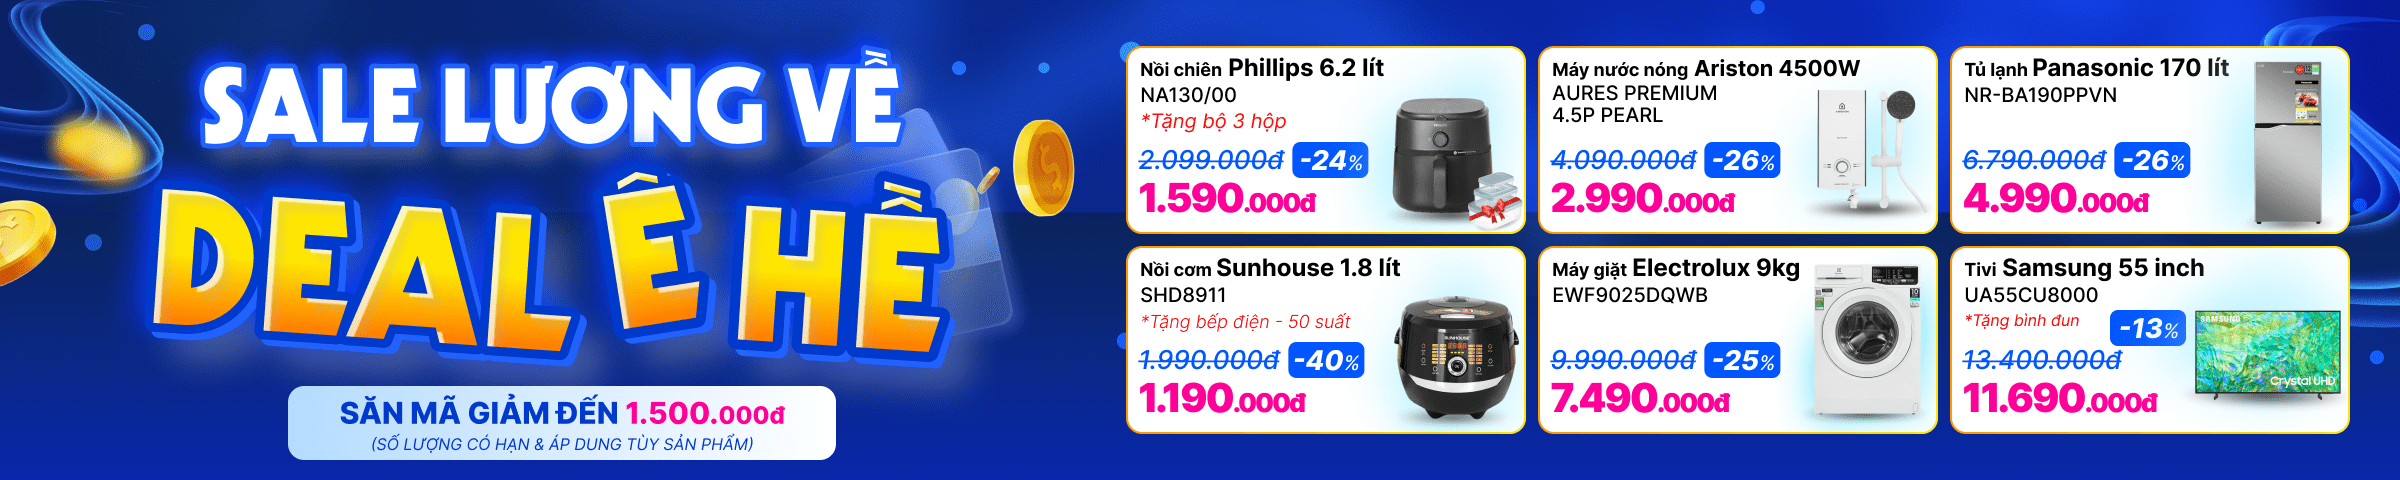 SALE LƯƠNG VỀ
DEAL Ê HỀ
SĂN MÃ GIẢM ĐẾN 1.500.000đ
(SỐ LƯỢNG CÓ HẠN & ÁP DUNG TÙY SẢN PHẨM)
Nồi chiên Phillips 6.2 lít
NA130/00
*Tặng bộ 3 hộp
2.099.000đ -24%
1.590.000đ
Máy nước nóng Ariston 4500W
AURES PREMIUM
4.5P PEARL
4.090.000đ -26%
2.990.000đ
Tủ lạnh Panasonic 170 lít
NR-BA190PPVN
6.790.000đ -26%
4.990.000đ
Nồi cơm Sunhouse 1.8 lít
SHD8911
*Tặng bếp điện - 50 suất
1.990.000đ -40%
1.190.000đ
SUNHOUSE
Máy giặt Electrolux 9kg
EWF9025DQWB
9.990.000đ -25%
7.490.000đ
Tivi Samsung 55 inch
UA55CU8000
*Tặng bình đun
-13%
13.400.000đ
11.690.000đ
SAMSUNG
Crystal UHD